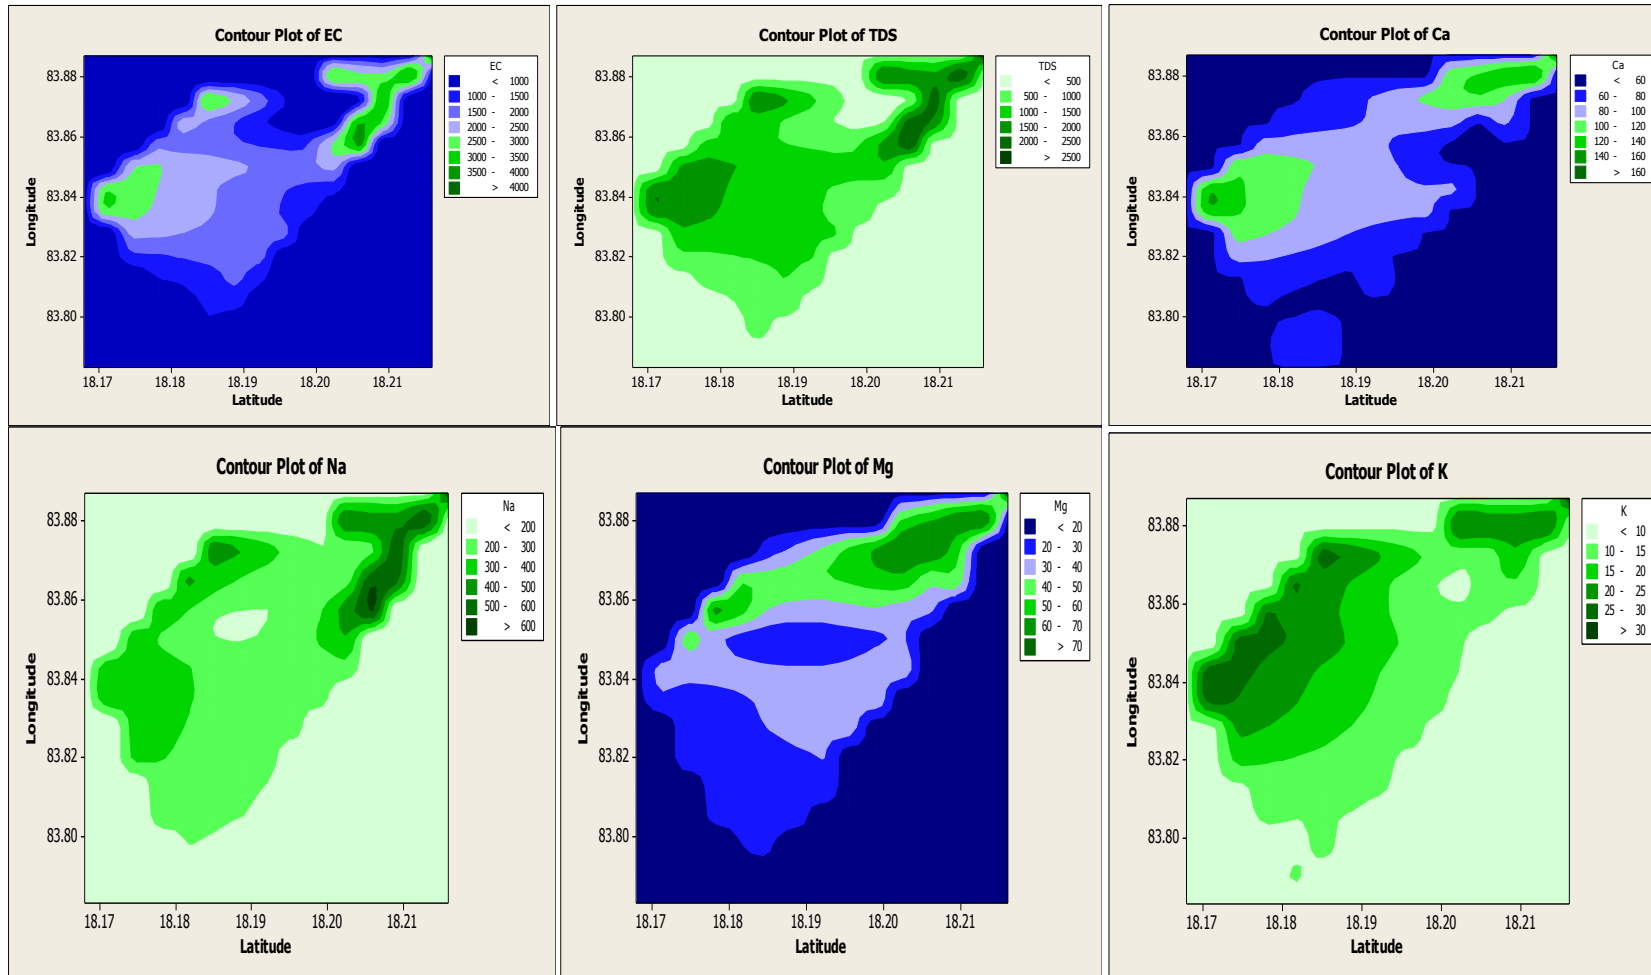 Contour Plot of EC
Longitude
83.88
83.86
83.84
83.82
83.80
18.17 18.18 18.19 18.20 18.21
Latitude
EC
< 1000
1000 - 1500
1500 - 2000
2000 - 2500
2500 - 3000
3000 - 3500
3500 - 4000
> 4000
Contour Plot of TDS
Longitude
83.88
83.86
83.84
83.82
83.80
18.17 18.18 18.19 18.20 18.21
Latitude
TDS
< 500
500 - 1000
1000 - 1500
1500 - 2000
2000 - 2500
> 2500
Contour Plot of Ca
Longitude
83.88
83.86
83.84
83.82
83.80
18.17 18.18 18.19 18.20 18.21
Latitude
Ca
< 60
60 - 80
80 - 100
100 - 120
120 - 140
140 - 160
> 160
Contour Plot of Na
Longitude
83.88
83.86
83.84
83.82
83.80
18.17 18.18 18.19 18.20 18.21
Latitude
Na
< 200
200 - 300
300 - 400
400 - 500
500 - 600
> 600
Contour Plot of Mg
Longitude
83.88
83.86
83.84
83.82
83.80
18.17 18.18 18.19 18.20 18.21
Latitude
Mg
< 20
20 - 30
30 - 40
40 - 50
50 - 60
60 - 70
> 70
Contour Plot of K
Longitude
83.88
83.86
83.84
83.82
83.80
18.17 18.18 18.19 18.20 18.21
Latitude
K
< 10
10 - 15
15 - 20
20 - 25
25 - 30
> 30